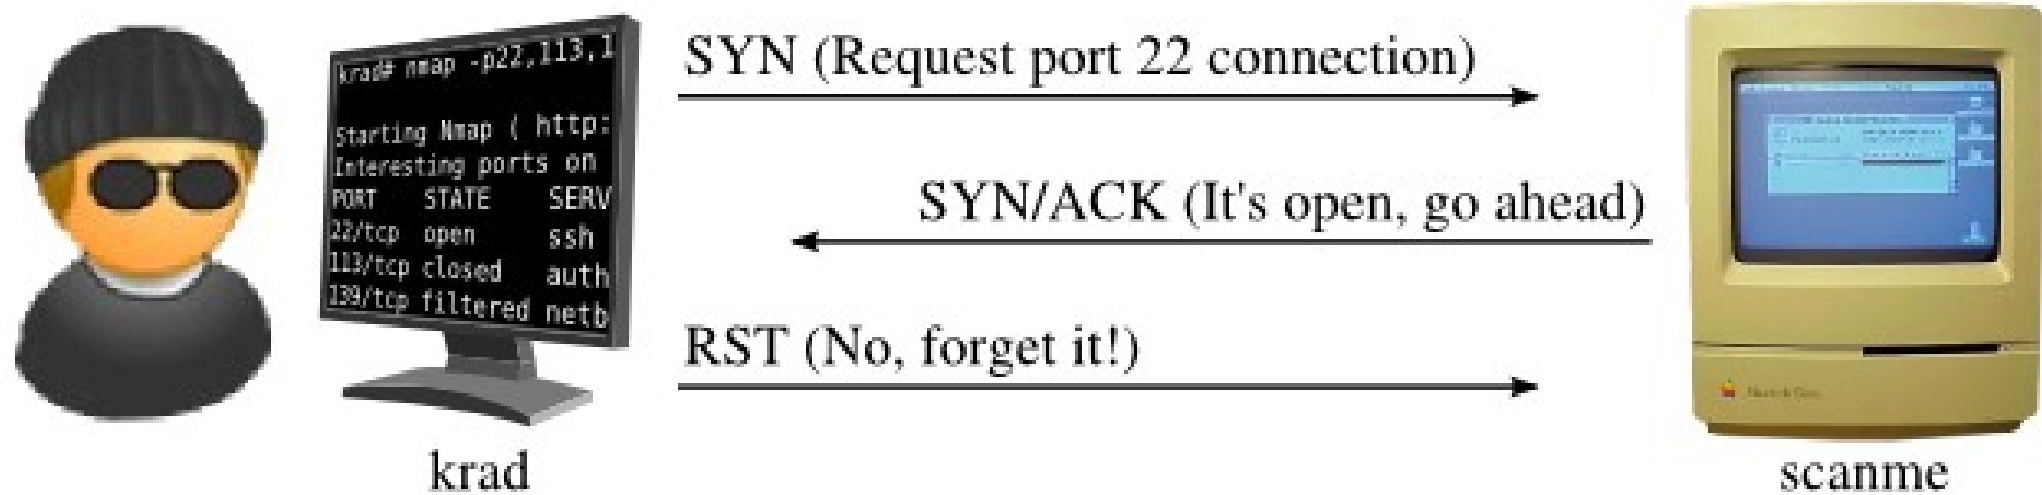 krad# nmap -p22,113,1
Starting Nmap ( http:
Interesting ports on
PORT STATE SERV
22/tcp open ssh
113/tcp closed auth
139/tcp filtered netb
SYN (Request port 22 connection)
SYN/ACK (It's open, go ahead)
RST (No, forget it!)
krad
scanme